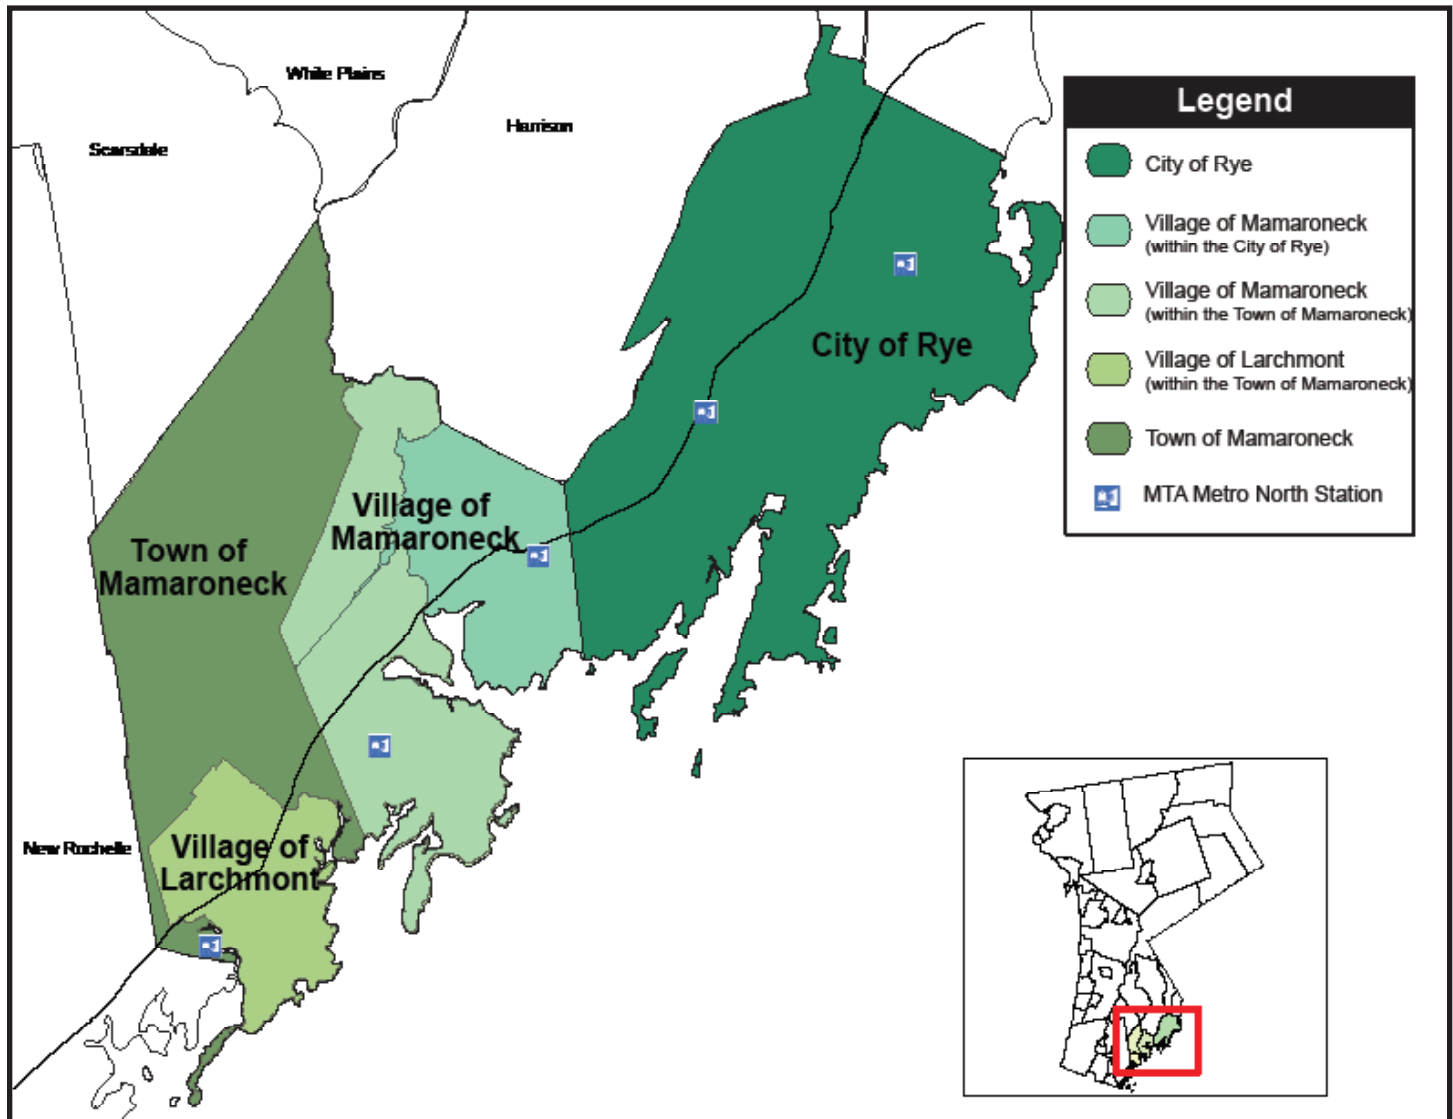 White Plains
Harrison
Scarsdale
Legend
City of Rye
Village of Mamaroneck
(within the City of Rye)
Village of Mamaroneck
(within the Town of Mamaroneck)
Village of Larchmont
(within the Town of Mamaroneck)
Town of Mamaroneck
MTA Metro North Station
City of Rye
Village of
Mamaroneck
Town of
Mamaroneck
New Rochelle
Village of
Larchmont